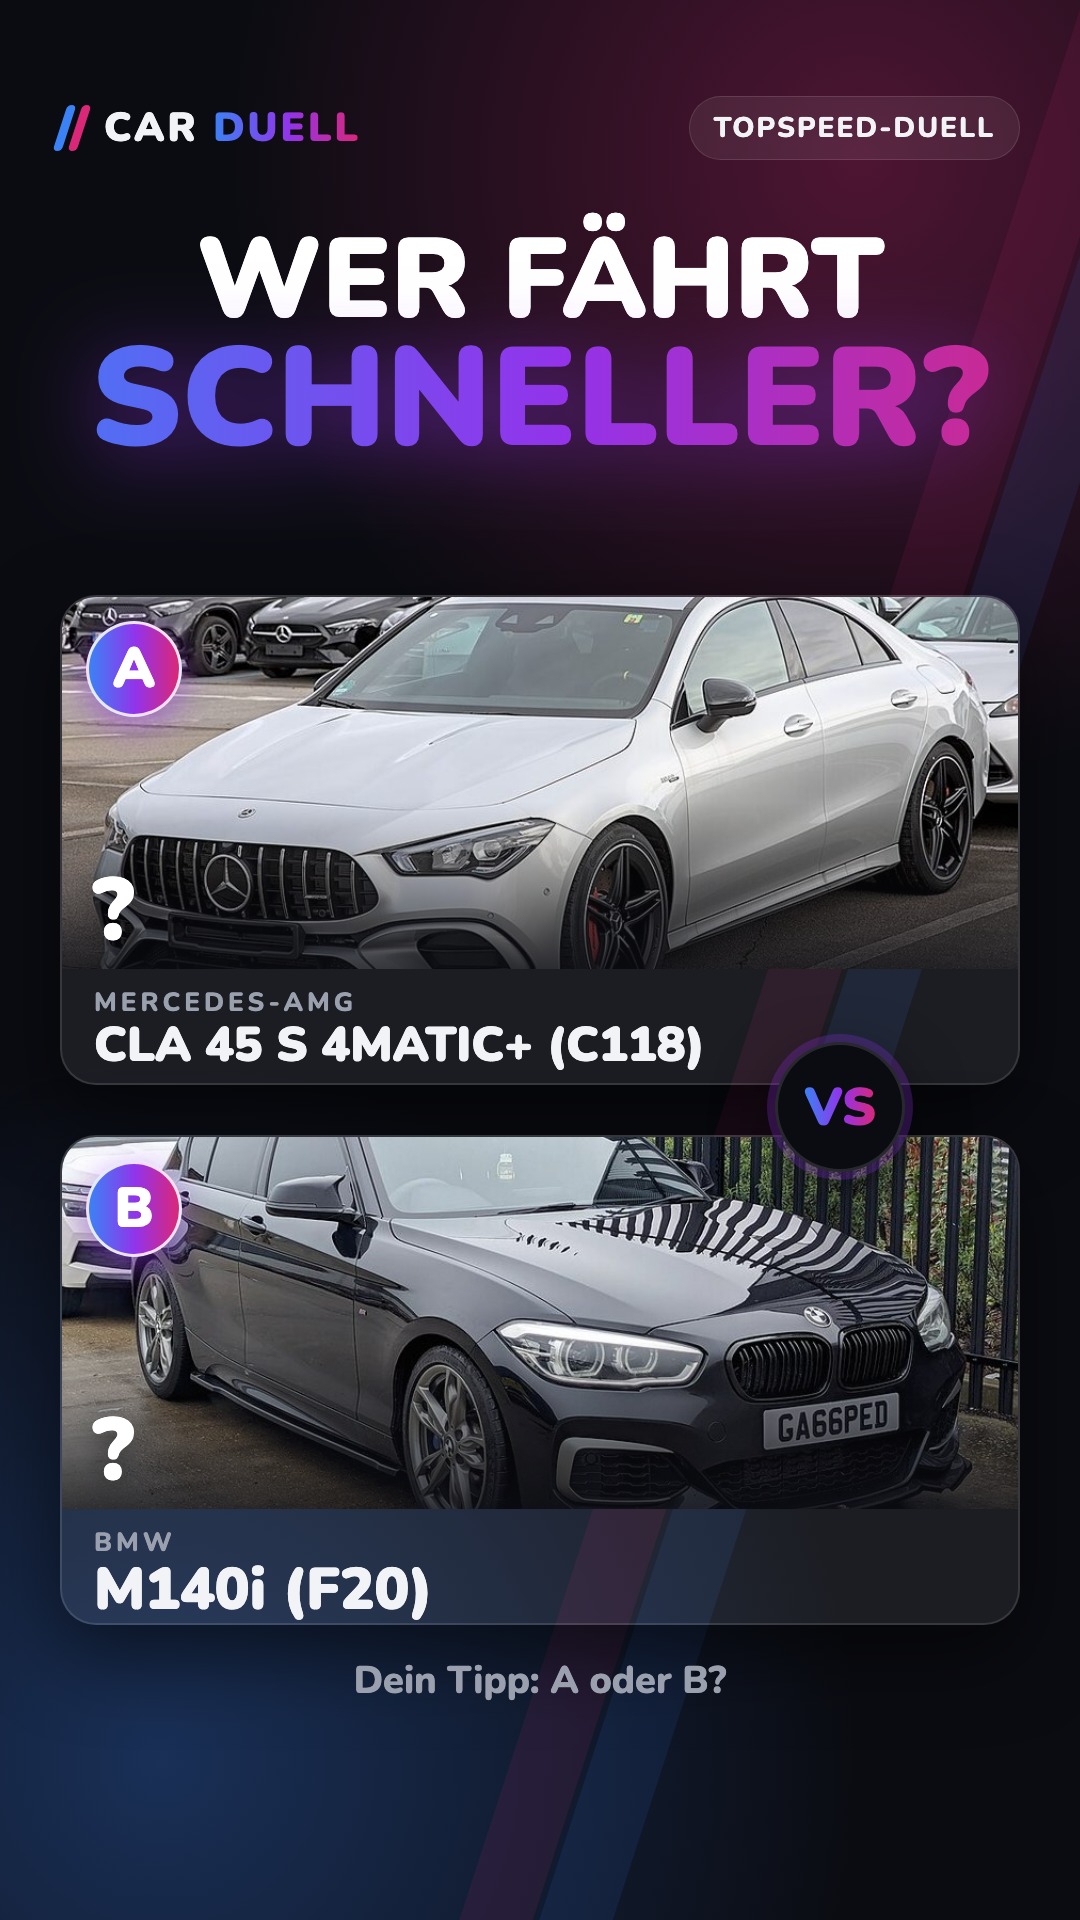 // CAR DUELL
TOPSPEED-DUELL
WER FÄHRT
SCHNELLER?
A
?
MERCEDES-AMG
CLA 45 S 4MATIC+ (C118)
VS
B
GA66PED
?
BMW
M140i (F20)
Dein Tipp: A oder B?